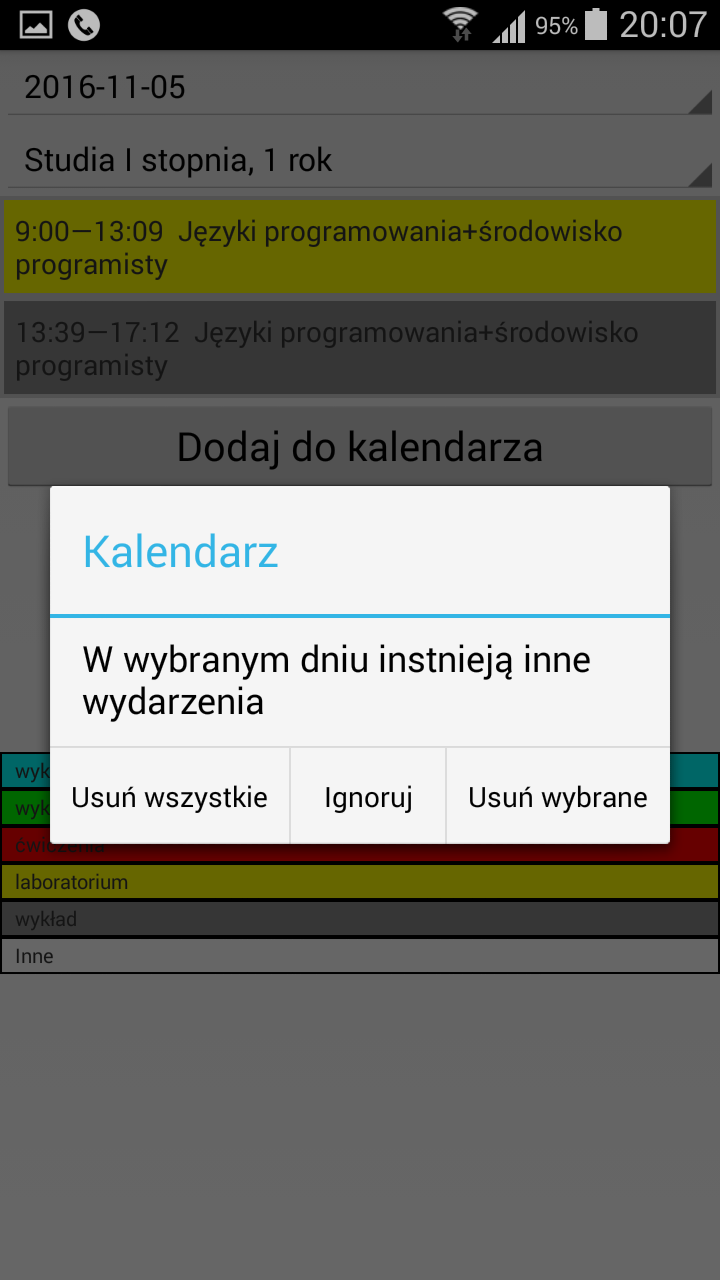 95% 20:07
2016-11-05
Studia I stopnia, 1 rok
9:00—13:09 Języki programowania+środowisko
programisty
13:39—17:12 Języki programowania+środowisko
programisty
Dodaj do kalendarza
Kalendarz
W wybranym dniu instnieją inne
wydarzenia
Usuń wszystkie Ignoruj Usuń wybrane
wyk
wyk
ćwiczenia
laboratorium
wykład
Inne